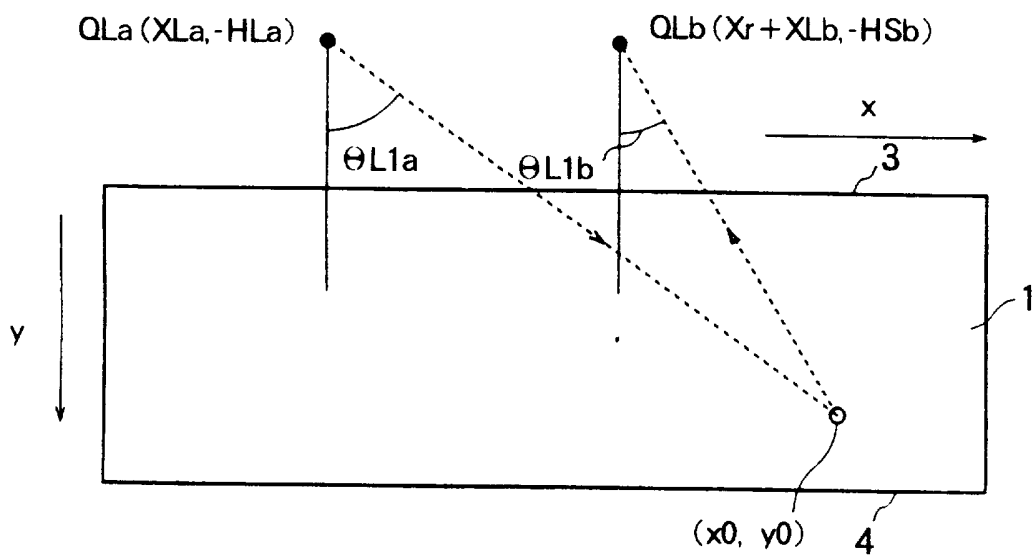 QLa(XLa,-HLa)
QLb(Xr+XLb,-HSb)
x
ΘL1a
ΘL1b
3
y
1
(x0, y0)
4